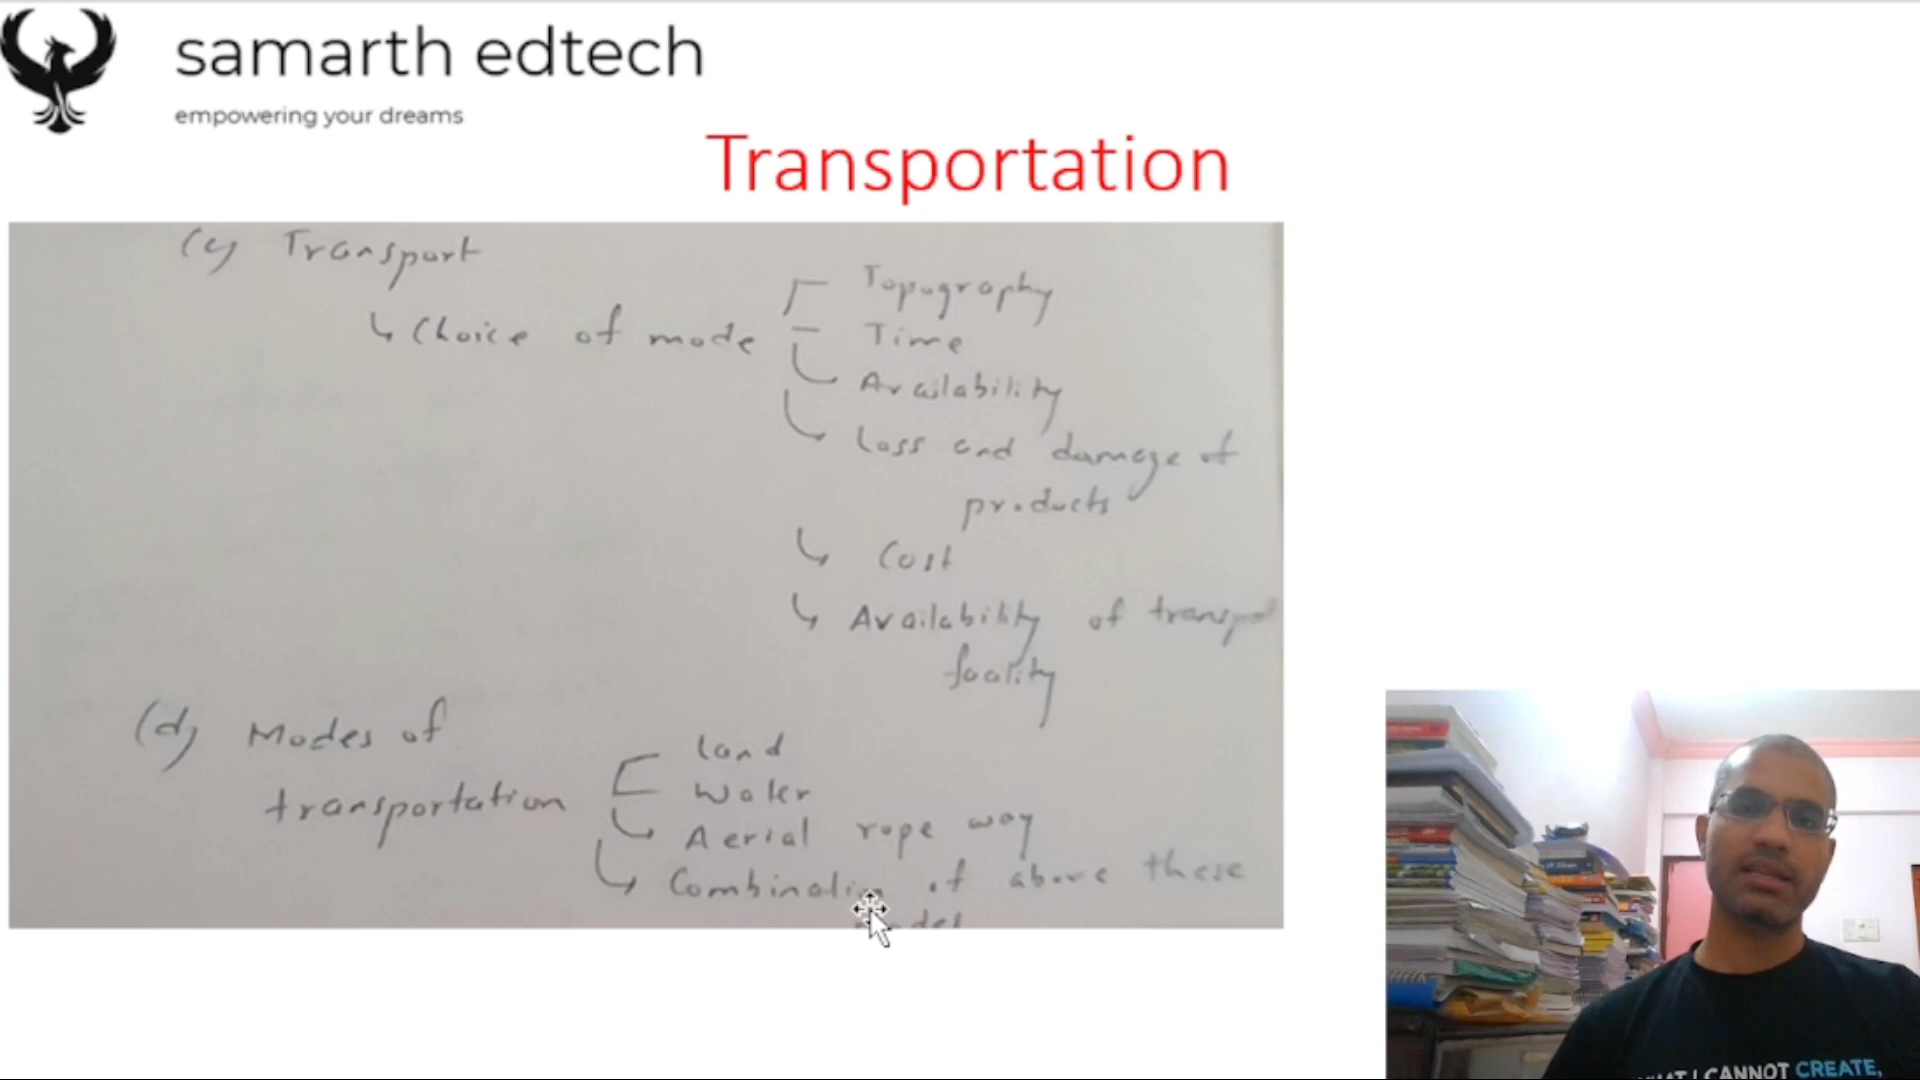 samarth edtech
empowering your dreams
Transportation
(c) Transport
↳ Choice of mode
Topography
Time
Availability
Loss and damage of
products
↳ Cost
↳ Availability of
facility
(d) Modes of
transportation
Land
Water
Aerial rope way
Combination of above these
WHAT I CANNOT CREATE,